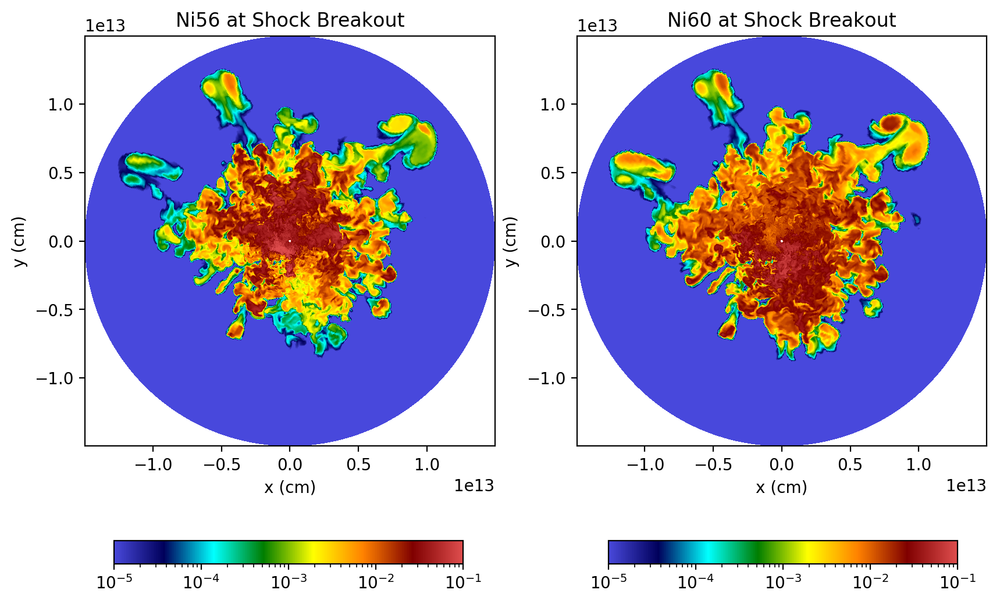 Ni56 at Shock Breakout
1e13
y (cm)
1.0
0.5
0.0
−0.5
−1.0
−1.0 −0.5 0.0 0.5 1.0
x (cm)
1e13
10⁻⁵ 10⁻⁴ 10⁻³ 10⁻² 10⁻¹
Ni60 at Shock Breakout
1e13
y (cm)
1.0
0.5
0.0
−0.5
−1.0
−1.0 −0.5 0.0 0.5 1.0
x (cm)
1e13
10⁻⁵ 10⁻⁴ 10⁻³ 10⁻² 10⁻¹